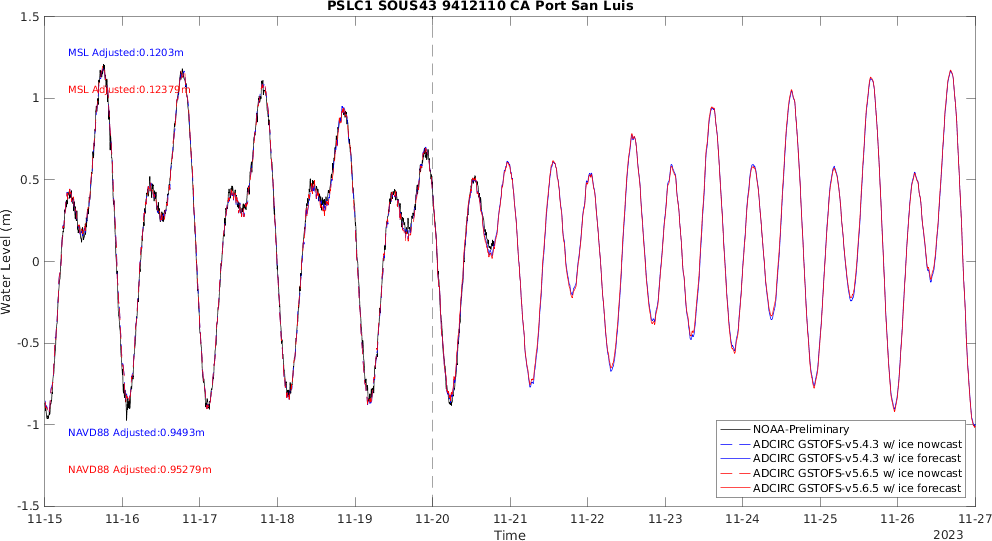 PSLC1 SOUS43 9412110 CA Port San Luis
1.5
1
0.5
0
-0.5
-1
-1.5
Water Level (m)
MSL Adjusted:0.1203m
MSL Adjusted:0.12379m
NAVD88 Adjusted:0.9493m
NAVD88 Adjusted:0.95279m
NOAA-Preliminary
ADCIRC GSTOFS-v5.4.3 w/ ice nowcast
ADCIRC GSTOFS-v5.4.3 w/ ice forecast
ADCIRC GSTOFS-v5.6.5 w/ ice nowcast
ADCIRC GSTOFS-v5.6.5 w/ ice forecast
11-15 11-16 11-17 11-18 11-19 11-20 11-21 11-22 11-23 11-24 11-25 11-26 11-27
Time
2023